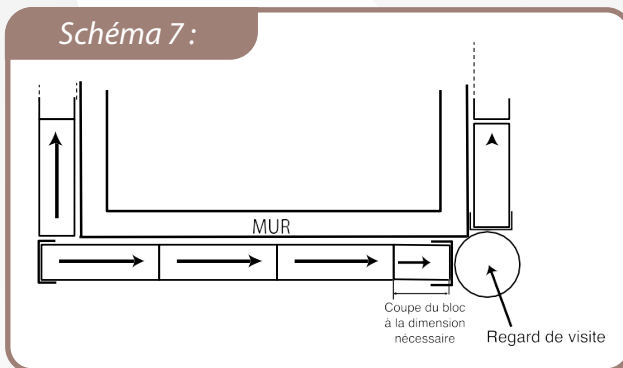 Schéma 7 :
MUR
Coupe du bloc
à la dimension
nécessaire
Regard de visite